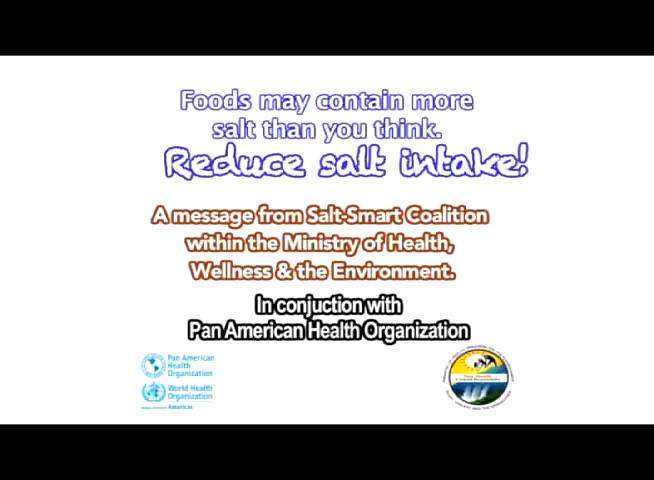 Foods may contain more
salt than you think.
Reduce salt intake!
A message from Salt-Smart Coalition
within the Ministry of Health,
Wellness & the Environment.
In conjuction with
Pan American Health Organization
Pan American
Health
Organization
World Health
Organization
Americas